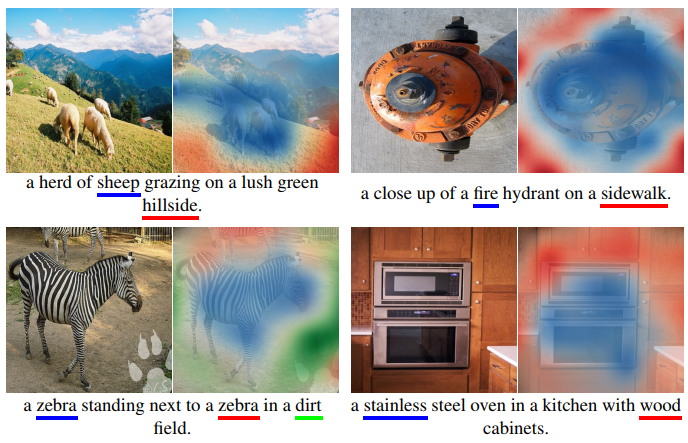 a herd of sheep grazing on a lush green
hillside.
a close up of a fire hydrant on a sidewalk.
a zebra standing next to a zebra in a dirt
field.
a stainless steel oven in a kitchen with wood
cabinets.